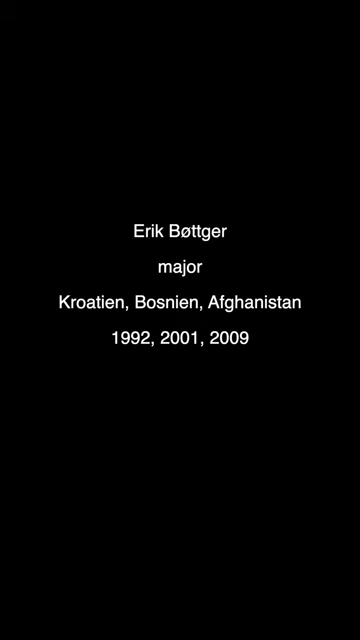 Erik Bøttger
major
Kroatien, Bosnien, Afghanistan
1992, 2001, 2009